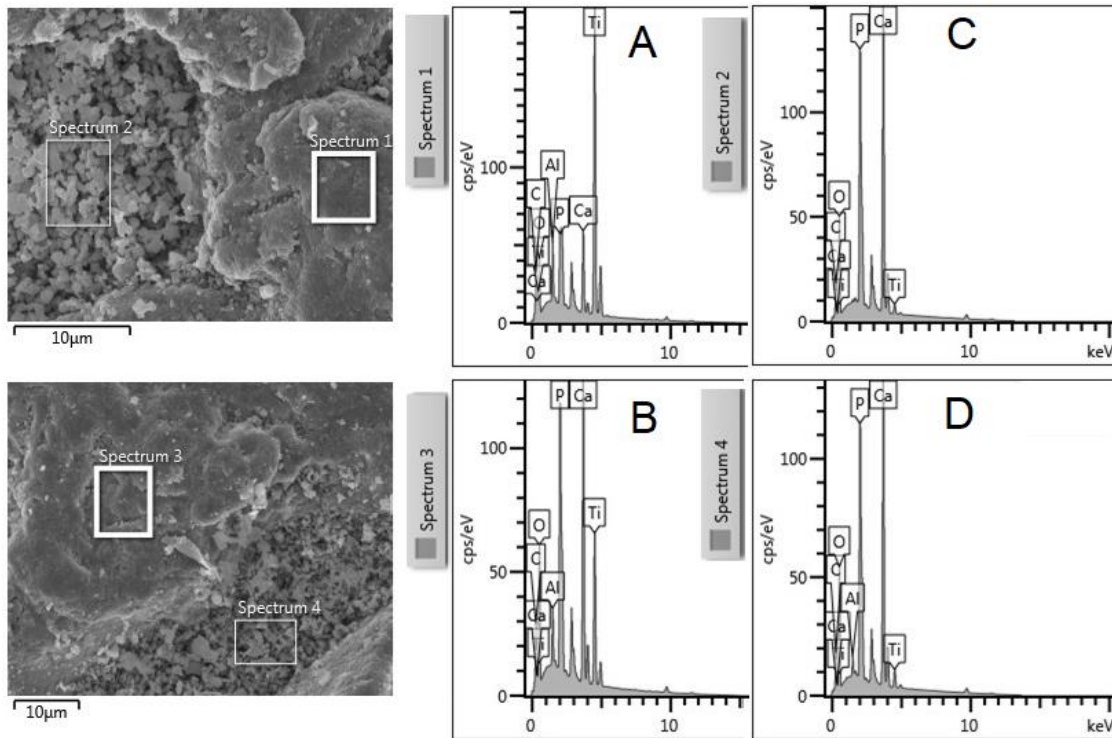 Spectrum 2
Spectrum 1
10μm
Spectrum 1
A
Ti
Al
C
P
Ca
O
Ti
Ca
100
0
cps/eV
0
10
Spectrum 2
C
P
Ca
O
C
Ca
Ti
Ti
100
50
0
cps/eV
0
10
keV
Spectrum 3
Spectrum 4
10μm
Spectrum 3
B
P
Ca
Ti
O
C
Al
Ca
Ti
100
50
0
cps/eV
0
10
Spectrum 4
D
P
Ca
O
C
Al
Ca
Ti
Ti
100
50
0
cps/eV
0
10
keV